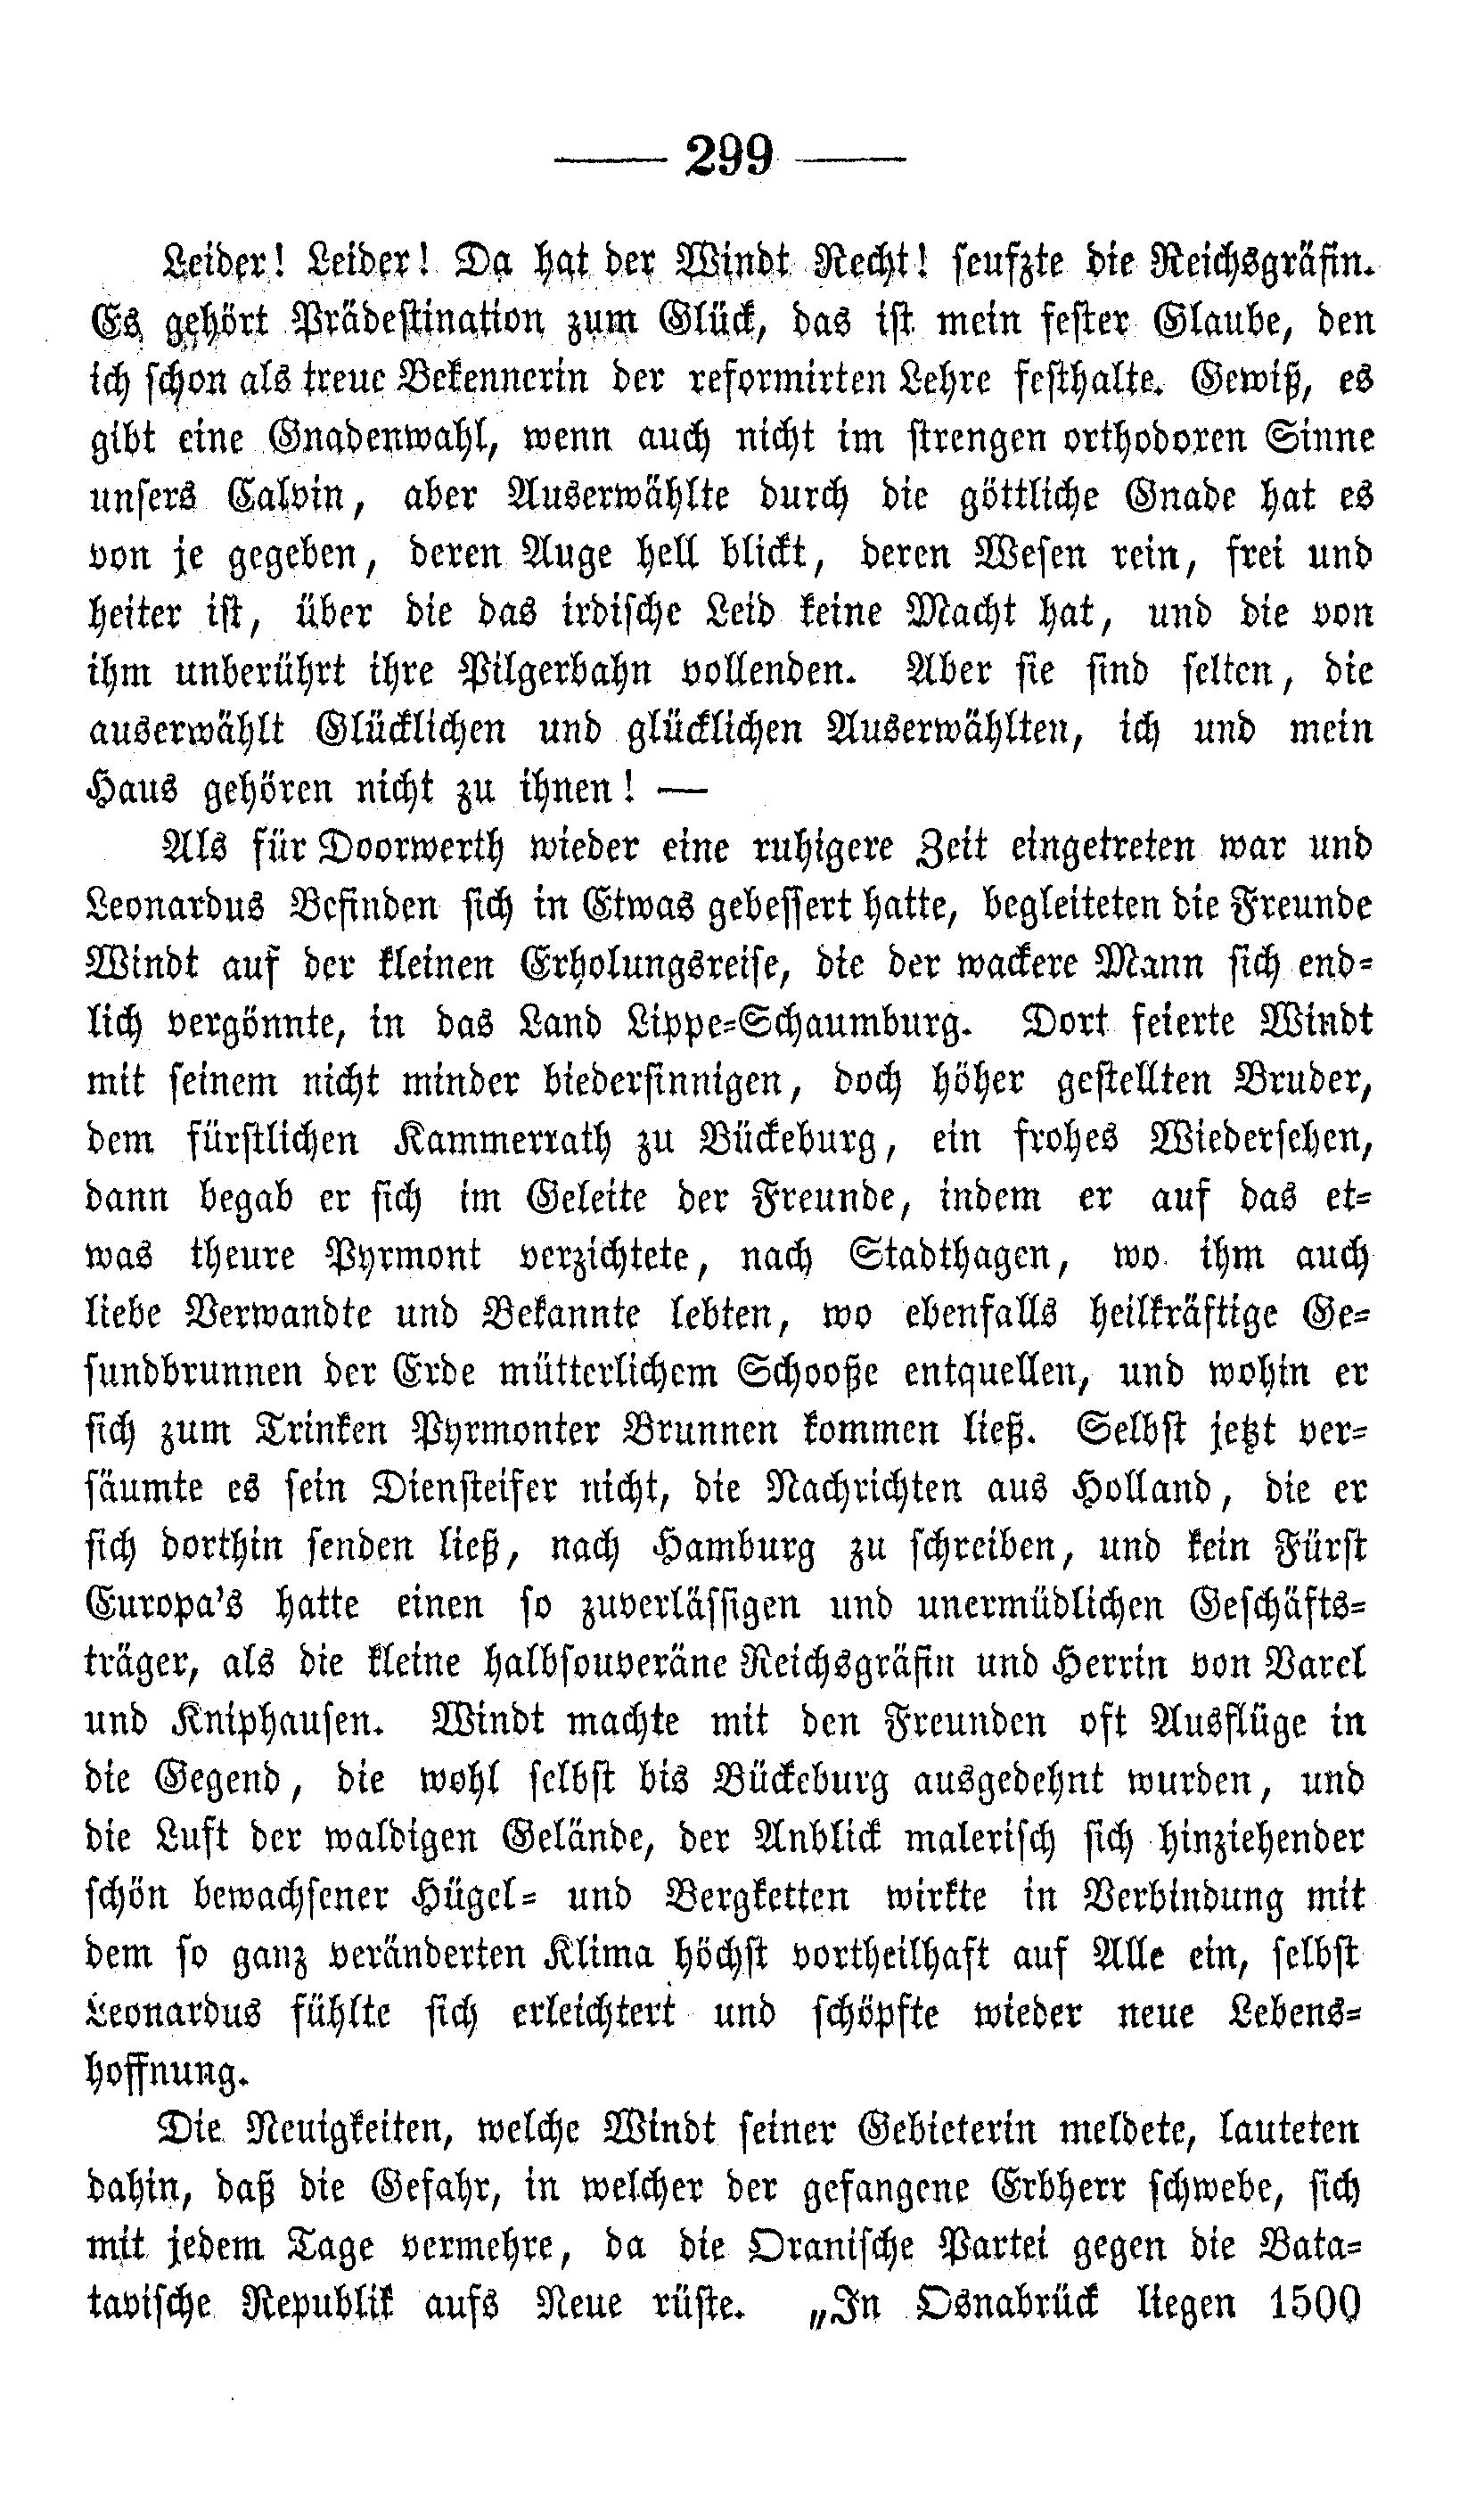 —— 299 ——
Leider! Leider! Da hat der Windt Recht! seufzte die Reichsgräfin.
Es gehört Prädestination zum Glück, das ist mein fester Glaube, den
ich schon als treue Bekennerin der reformirten Lehre festhalte. Gewiß, es
gibt eine Gnadenwahl, wenn auch nicht im strengen orthodoxen Sinne
unsers Calvin, aber Auserwählte durch die göttliche Gnade hat es
von je gegeben, deren Auge hell blickt, deren Wesen rein, frei und
heiter ist, über die das irdische Leid keine Macht hat, und die von
ihm unberührt ihre Pilgerbahn vollenden. Aber sie sind selten, die
auserwählt Glücklichen und glücklichen Auserwählten, ich und mein
Haus gehören nicht zu ihnen! —
Als für Doorwerth wieder eine ruhigere Zeit eingetreten war und
Leonardus Befinden sich in Etwas gebessert hatte, begleiteten die Freunde
Windt auf der kleinen Erholungsreise, die der wackere Mann sich end-
lich vergönnte, in das Land Lippe-Schaumburg. Dort feierte Windt
mit seinem nicht minder biedersinnigen, doch höher gestellten Bruder,
dem fürstlichen Kammerrath zu Bückeburg, ein frohes Wiedersehen,
dann begab er sich im Geleite der Freunde, indem er auf das et-
was theure Pyrmont verzichtete, nach Stadthagen, wo ihm auch
liebe Verwandte und Bekannte lebten, wo ebenfalls heilkräftige Ge-
sundbrunnen der Erde mütterlichem Schooße entquellen, und wohin er
sich zum Trinken Pyrmonter Brunnen kommen ließ. Selbst jetzt ver-
säumte es sein Diensteifer nicht, die Nachrichten aus Holland, die er
sich dorthin senden ließ, nach Hamburg zu schreiben, und kein Fürst
Europa's hatte einen so zuverlässigen und unermüdlichen Geschäfts-
träger, als die kleine halbsouveräne Reichsgräfin und Herrin von Varel
und Kniphausen. Windt machte mit den Freunden oft Ausflüge in
die Gegend, die wohl selbst bis Bückeburg ausgedehnt wurden, und
die Luft der waldigen Gelände, der Anblick malerisch sich hinziehender
schön bewachsener Hügel- und Bergketten wirkte in Verbindung mit
dem so ganz veränderten Klima höchst vortheilhaft auf Alle ein, selbst
Leonardus fühlte sich erleichtert und schöpfte wieder neue Lebens-
hoffnung.
Die Neuigkeiten, welche Windt seiner Gebieterin meldete, lauteten
dahin, daß die Gefahr, in welcher der gefangene Erbherr schwebe, sich
mit jedem Tage vermehre, da die Oranische Partei gegen die Bata-
tavische Republik aufs Neue rüste. „In Osnabrück liegen 1500